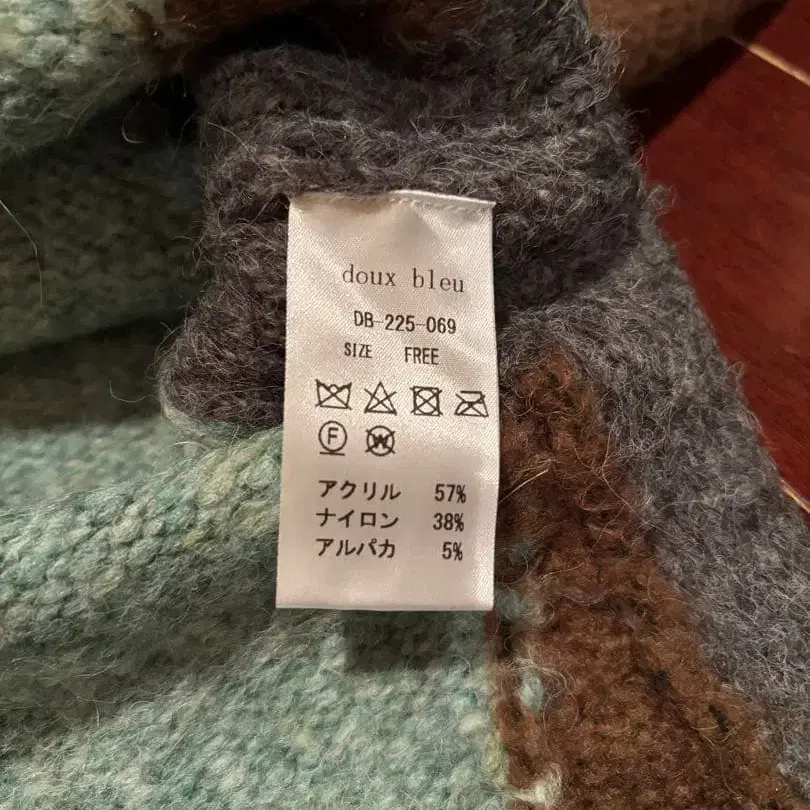 doux bleu
DB-225-069
SIZE FREE
F W
アクリル 57%
ナイロン 38%
アルパカ 5%